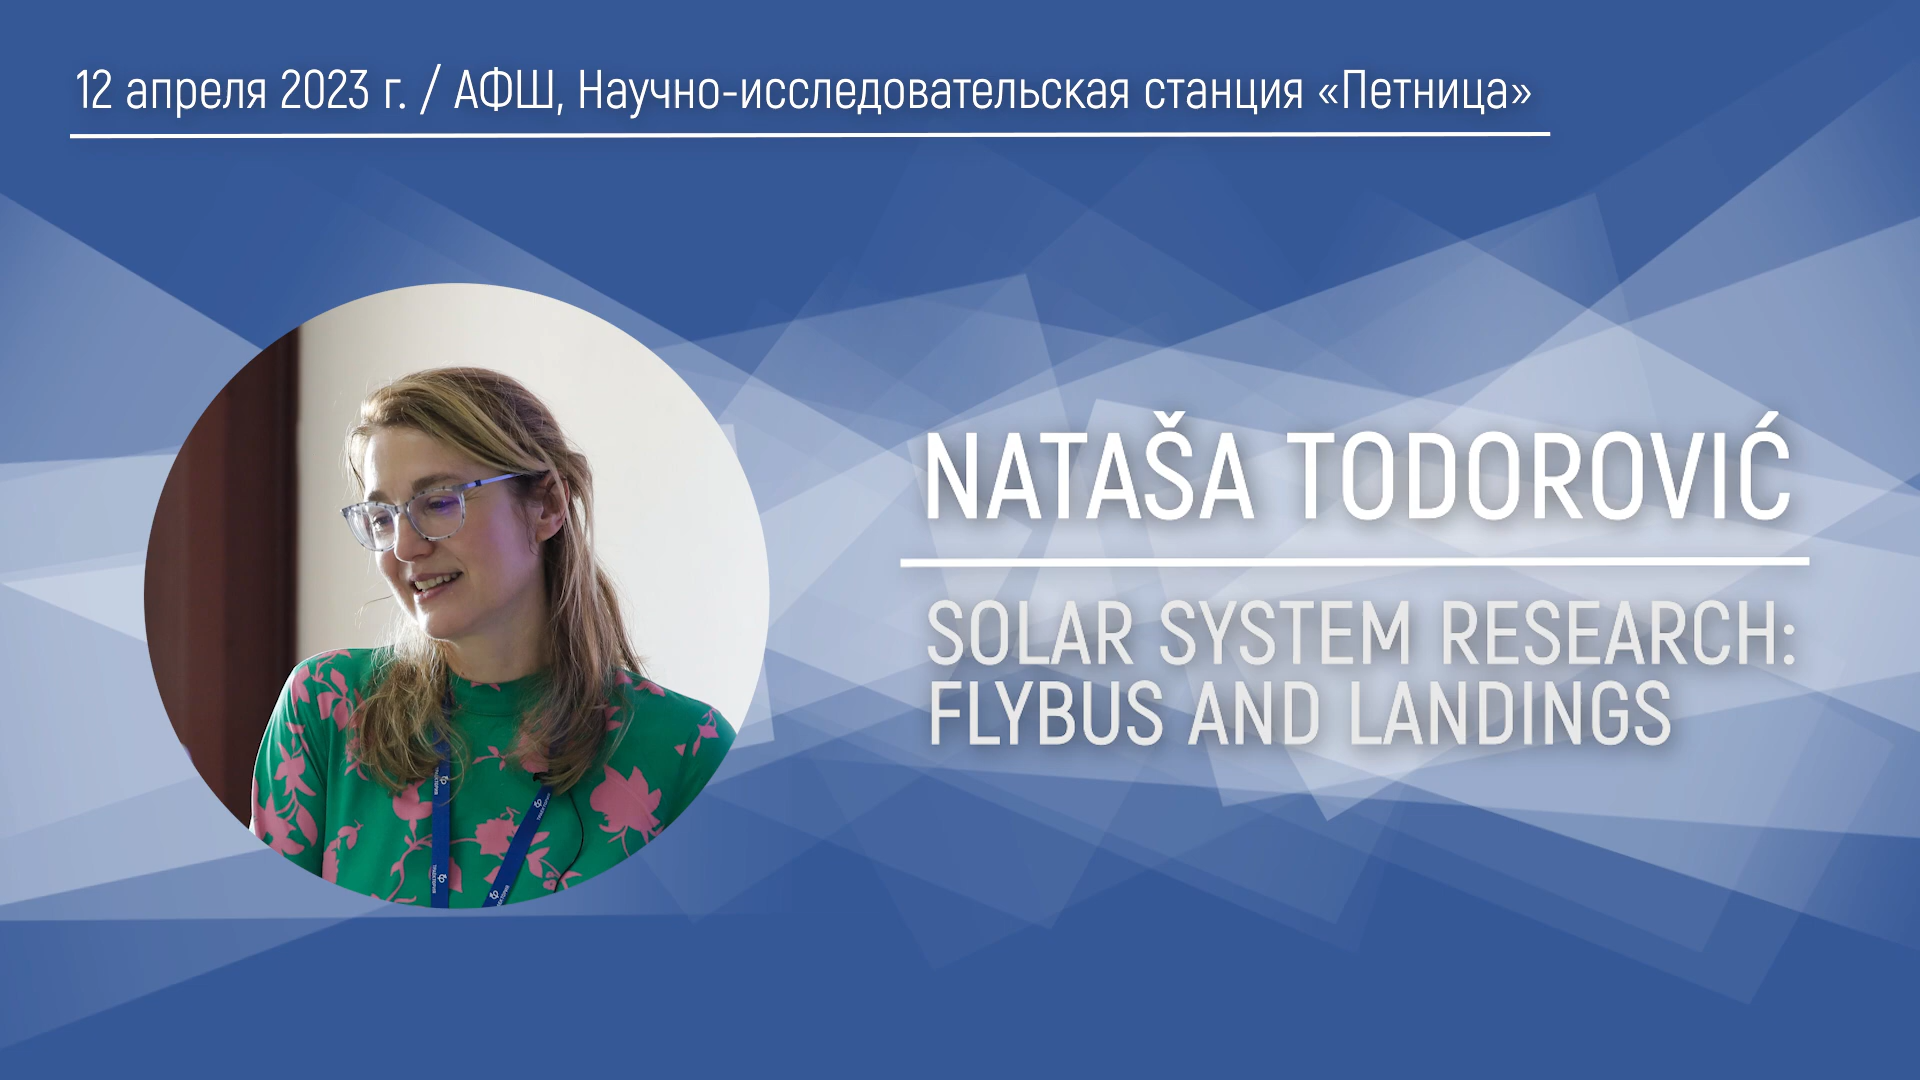 12 апреля 2023 г. / АФШ, Научно-исследовательская станция «Петница»
NATAŠA TODOROVIĆ
SOLAR SYSTEM RESEARCH:
FLYBUS AND LANDINGS